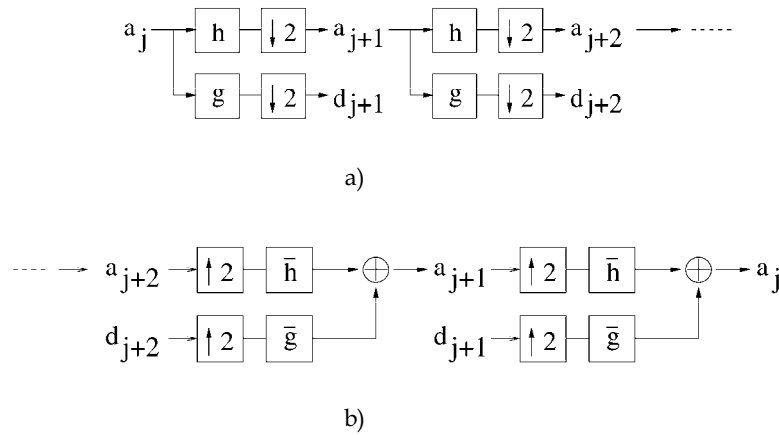 a_j h ↓2 a_{j+1} h ↓2 a_{j+2}
g ↓2 d_{j+1} g ↓2 d_{j+2}
a)
a_{j+2} ↑2 h̄ a_{j+1} ↑2 h̄ a_j
d_{j+2} ↑2 ḡ d_{j+1} ↑2 ḡ
b)